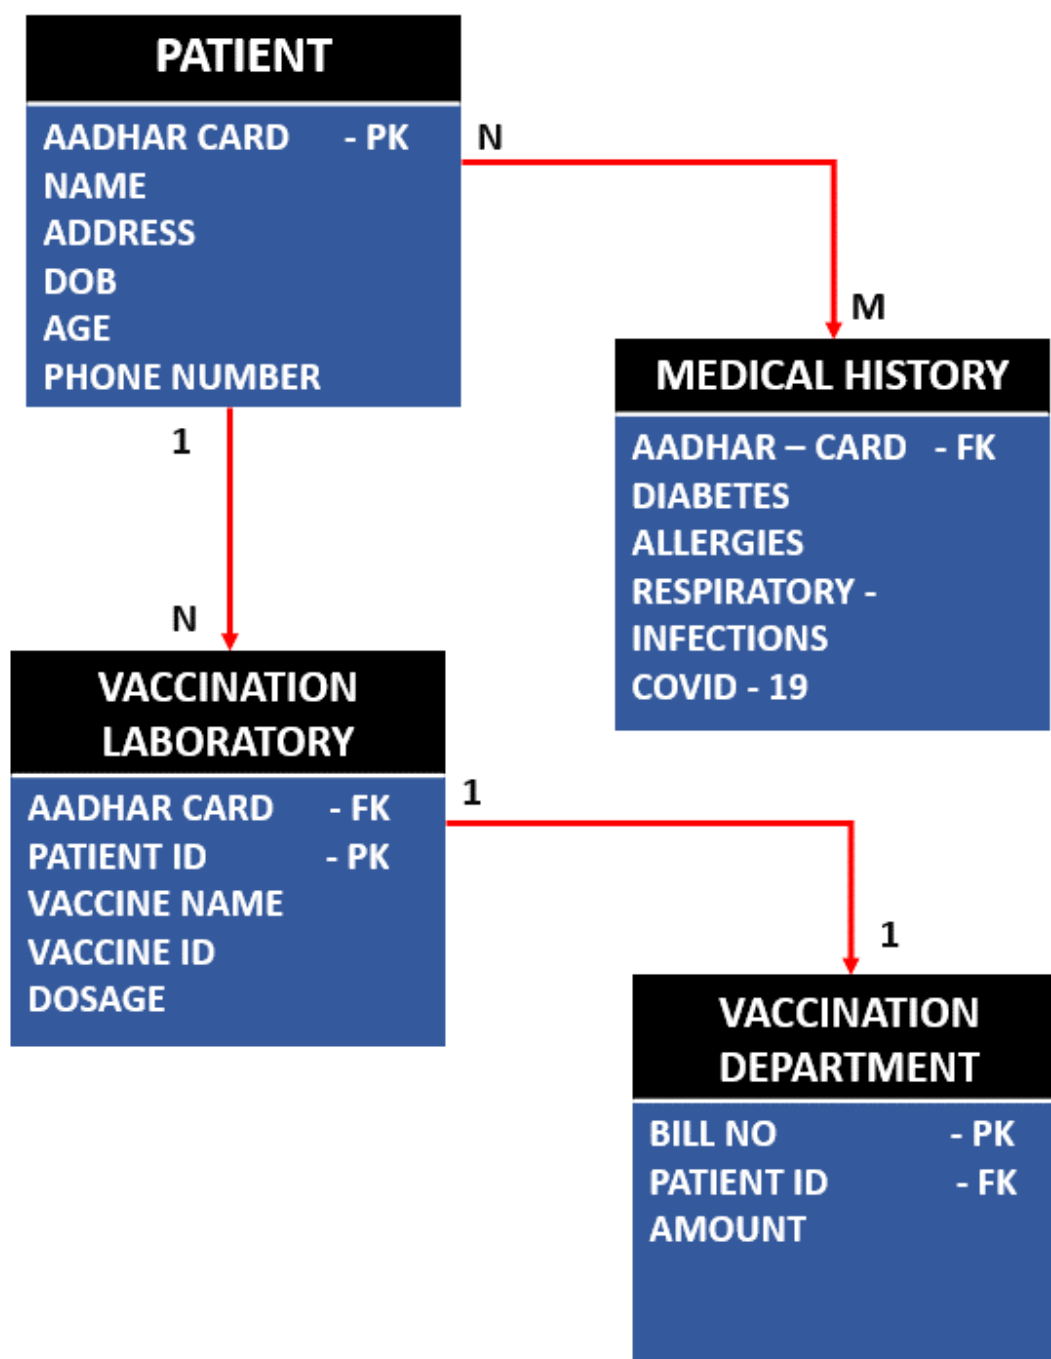 PATIENT
AADHAR CARD - PK
NAME
ADDRESS
DOB
AGE
PHONE NUMBER
N
M
MEDICAL HISTORY
AADHAR – CARD - FK
DIABETES
ALLERGIES
RESPIRATORY -
INFECTIONS
COVID - 19
1
N
VACCINATION
LABORATORY
AADHAR CARD - FK
PATIENT ID - PK
VACCINE NAME
VACCINE ID
DOSAGE
1
1
VACCINATION
DEPARTMENT
BILL NO - PK
PATIENT ID - FK
AMOUNT